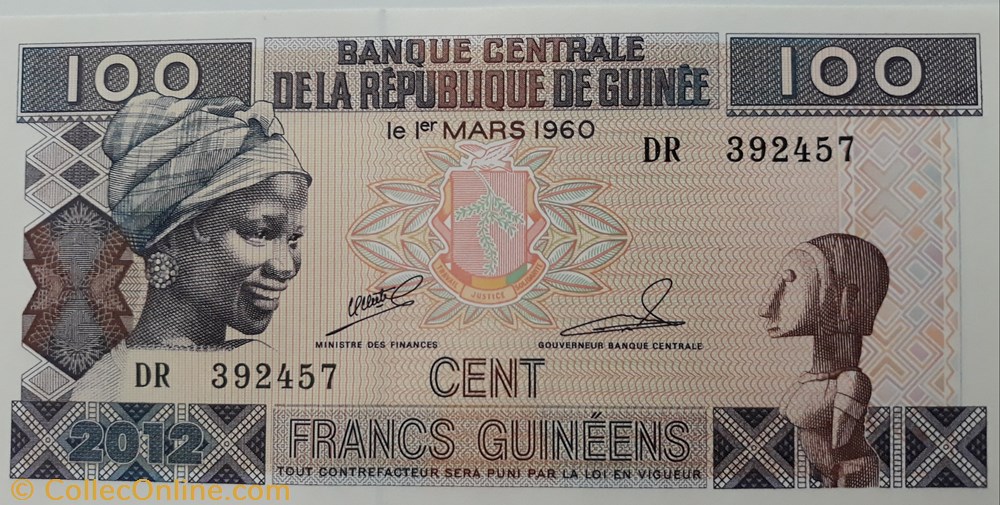 100 BANQUE CENTRALE 100
DE LA RÉPUBLIQUE DE GUINÉE
le 1er MARS 1960
DR 392457
JUSTICE
MINISTRE DES FINANCES GOUVERNEUR BANQUE CENTRALE
DR 392457
CENT
2012 FRANCS GUINÉENS
TOUT CONTREFACTEUR SERA PUNI PAR LA LOI EN VIGUEUR
© CollecOnline.com